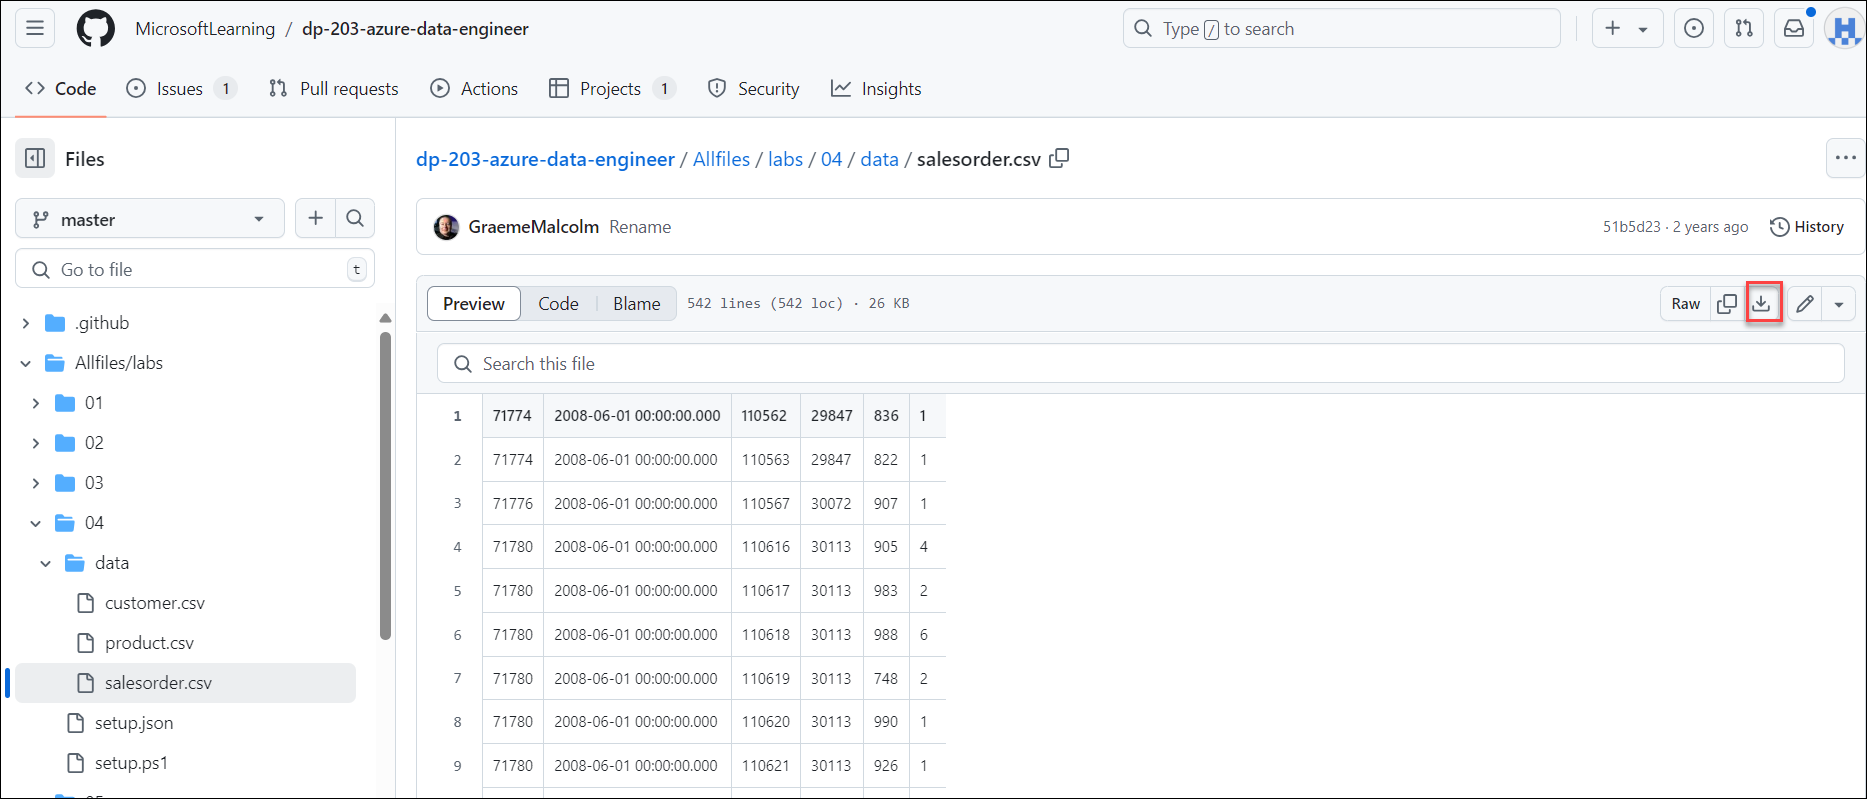 MicrosoftLearning / dp-203-azure-data-engineer
Type / to search
Code
Issues 1
Pull requests
Actions
Projects 1
Security
Insights
Files
master
Go to file
t
.github
Allfiles/labs
01
02
03
04
data
customer.csv
product.csv
salesorder.csv
setup.json
setup.ps1
dp-203-azure-data-engineer / Allfiles / labs / 04 / data / salesorder.csv
GraemeMalcolm Rename
51b5d23 · 2 years ago
History
Preview Code Blame
542 lines (542 loc) · 26 KB
Raw
Search this file
1 71774 2008-06-01 00:00:00.000 110562 29847 836 1
2 71774 2008-06-01 00:00:00.000 110563 29847 822 1
3 71776 2008-06-01 00:00:00.000 110567 30072 907 1
4 71780 2008-06-01 00:00:00.000 110616 30113 905 4
5 71780 2008-06-01 00:00:00.000 110617 30113 983 2
6 71780 2008-06-01 00:00:00.000 110618 30113 988 6
7 71780 2008-06-01 00:00:00.000 110619 30113 748 2
8 71780 2008-06-01 00:00:00.000 110620 30113 990 1
9 71780 2008-06-01 00:00:00.000 110621 30113 926 1